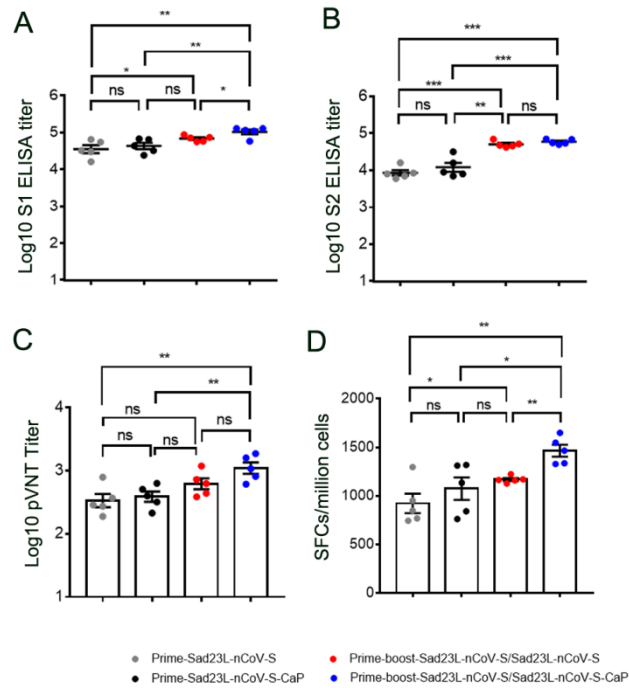 A
B
**
***
**
***
*
***
ns
ns
*
ns
**
ns
Log10 S1 ELISA titer
6
5
4
3
2
1
Log10 S2 ELISA titer
6
5
4
3
2
1
C
D
**
**
**
*
ns
*
ns
ns
ns
ns
ns
**
Log10 pVNT Titer
4
3
2
1
SFCs/million cells
2000
1500
1000
500
0
Prime-Sad23L-nCoV-S
Prime-boost-Sad23L-nCoV-S/Sad23L-nCoV-S
Prime-Sad23L-nCoV-S-CaP
Prime-boost-Sad23L-nCoV-S/Sad23L-nCoV-S-CaP